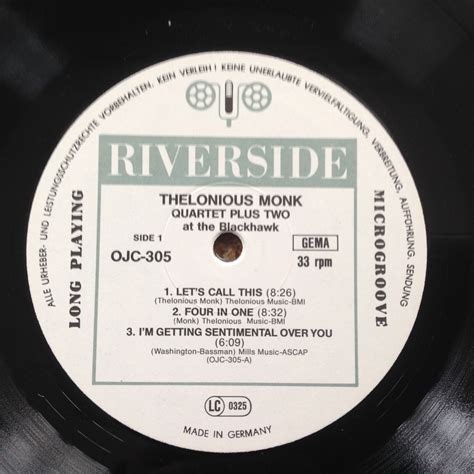 ALLE URHEBER- UND LEISTUNGSSCHUTZRECHTE VORBEHALTEN. KEIN VERLEIH! KEINE UNERLAUBTE VERVIELFÄLTIGUNG, VERBREITUNG, AUFFÜHRUNG, SENDUNG
RIVERSIDE
LONG PLAYING
MICROGROOVE
THELONIOUS MONK
QUARTET PLUS TWO
at the Blackhawk
SIDE 1
GEMA
OJC-305
33 rpm
1. LET'S CALL THIS (8:26)
(Thelonious Monk) Thelonious Music-BMI
2. FOUR IN ONE (8:32)
(Monk) Thelonious Music-BMI
3. I'M GETTING SENTIMENTAL OVER YOU
(6:09)
(Washington-Bassman) Mills Music-ASCAP
(OJC-305-A)
LC 0325
MADE IN GERMANY